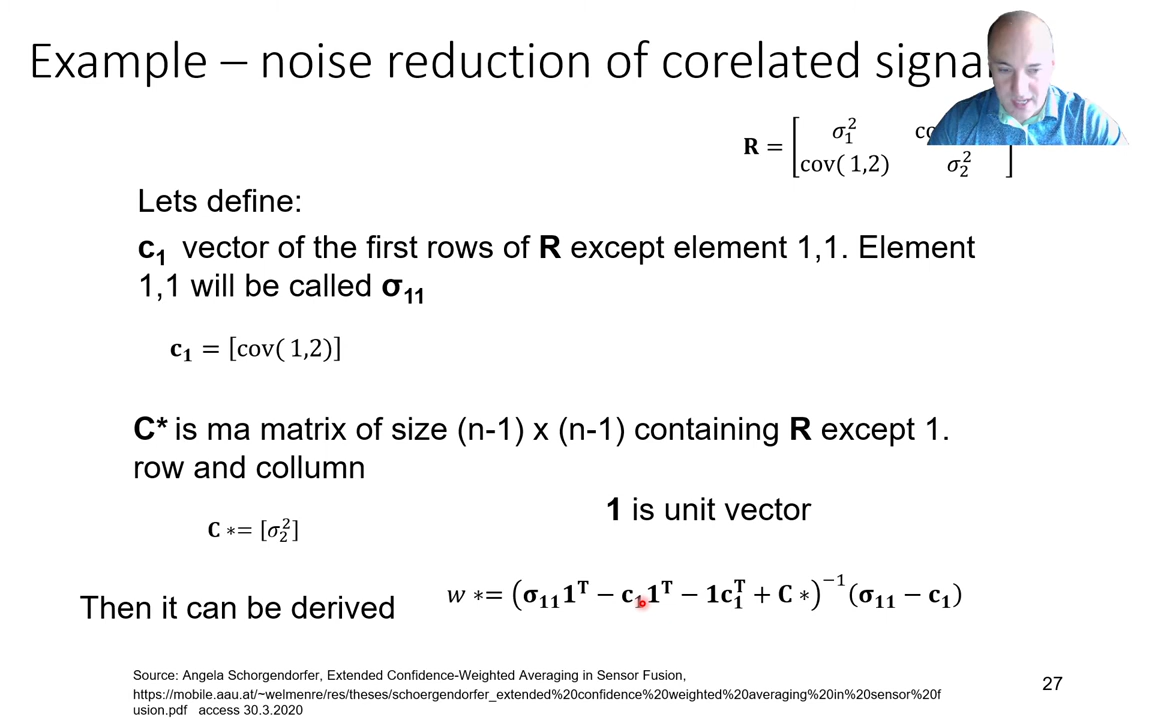 Example – noise reduction of corelated
R = [ σ₁² 
cov( 1,2) σ₂² ]
Lets define:
c₁ vector of the first rows of R except element 1,1. Element
1,1 will be called σ₁₁
c₁ = [cov( 1,2)]
C* is ma matrix of size (n-1) x (n-1) containing R except 1.
row and collumn
1 is unit vector
C ∗= [σ₂²]
w ∗= (σ₁₁1ᵀ − c₁1ᵀ − 1c₁ᵀ + C ∗)⁻¹(σ₁₁ − c₁)
Then it can be derived
Source: Angela Schorgendorfer, Extended Confidence-Weighted Averaging in Sensor Fusion,
https://mobile.aau.at/~welmenre/res/theses/schoergendorfer_extended%20confidence%20weighted%20averaging%20in%20sensor%20f
usion.pdf access 30.3.2020
27